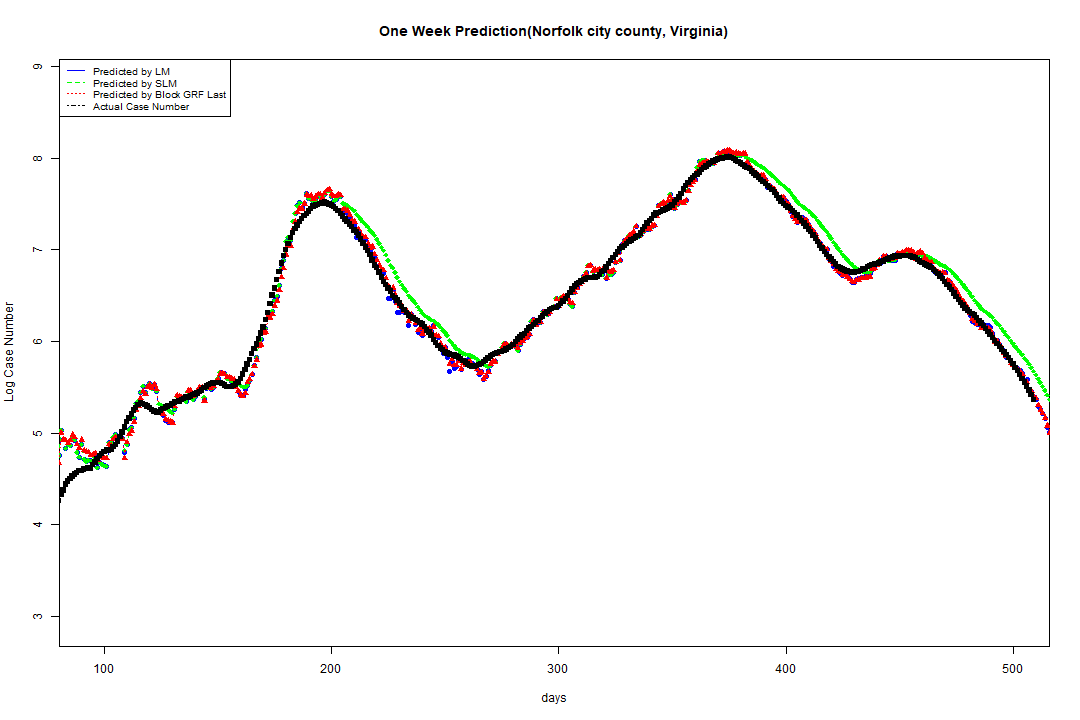 One Week Prediction(Norfolk city county, Virginia)
Predicted by LM
Predicted by SLM
Predicted by Block GRF Last
Actual Case Number
Log Case Number
9
8
7
6
5
4
3
100 200 300 400 500
days